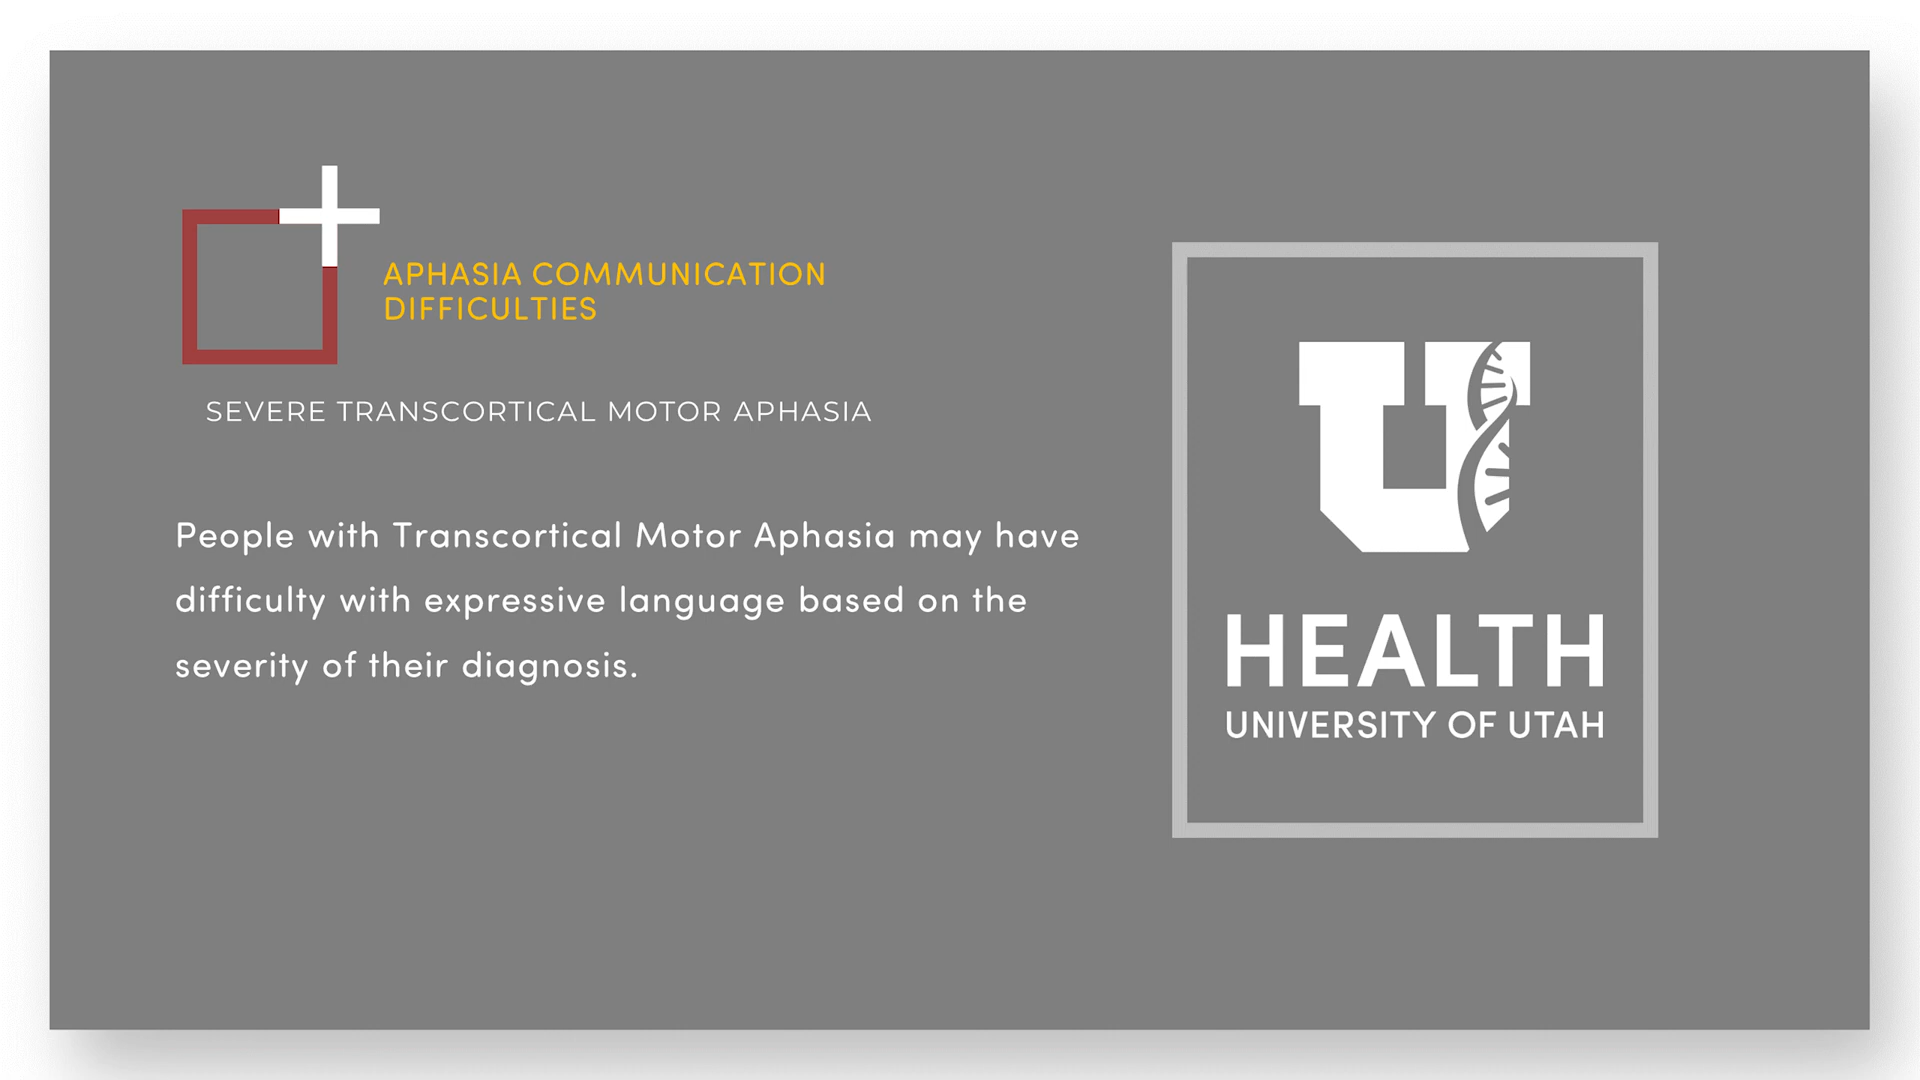 APHASIA COMMUNICATION
DIFFICULTIES
SEVERE TRANSCORTICAL MOTOR APHASIA
People with Transcortical Motor Aphasia may have
difficulty with expressive language based on the
severity of their diagnosis.
U
HEALTH
UNIVERSITY OF UTAH